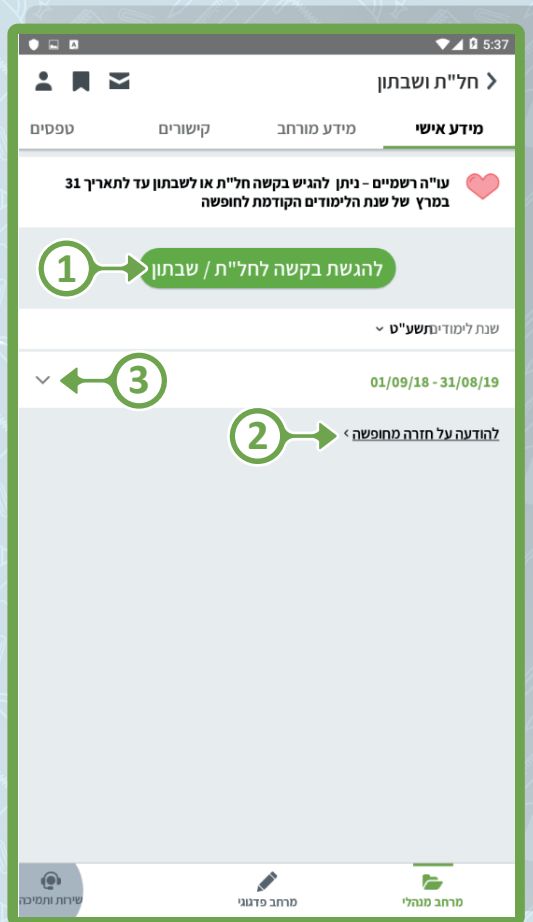 5:37
חל"ת ושבתון
מידע אישי
מידע מורחב
קישורים
טפסים
עו"ה רשמיים – ניתן להגיש בקשה חל"ת או לשבתון עד לתאריך 31
במרץ של שנת הלימודים הקודמת לחופשה
1
להגשת בקשה לחל"ת / שבתון
שנת לימודים תשע"ט
3
01/09/18 - 31/08/19
2
להודעה על חזרה מחופשה
מרחב מנהלי
מרחב פדגוגי
שירות ותמיכה